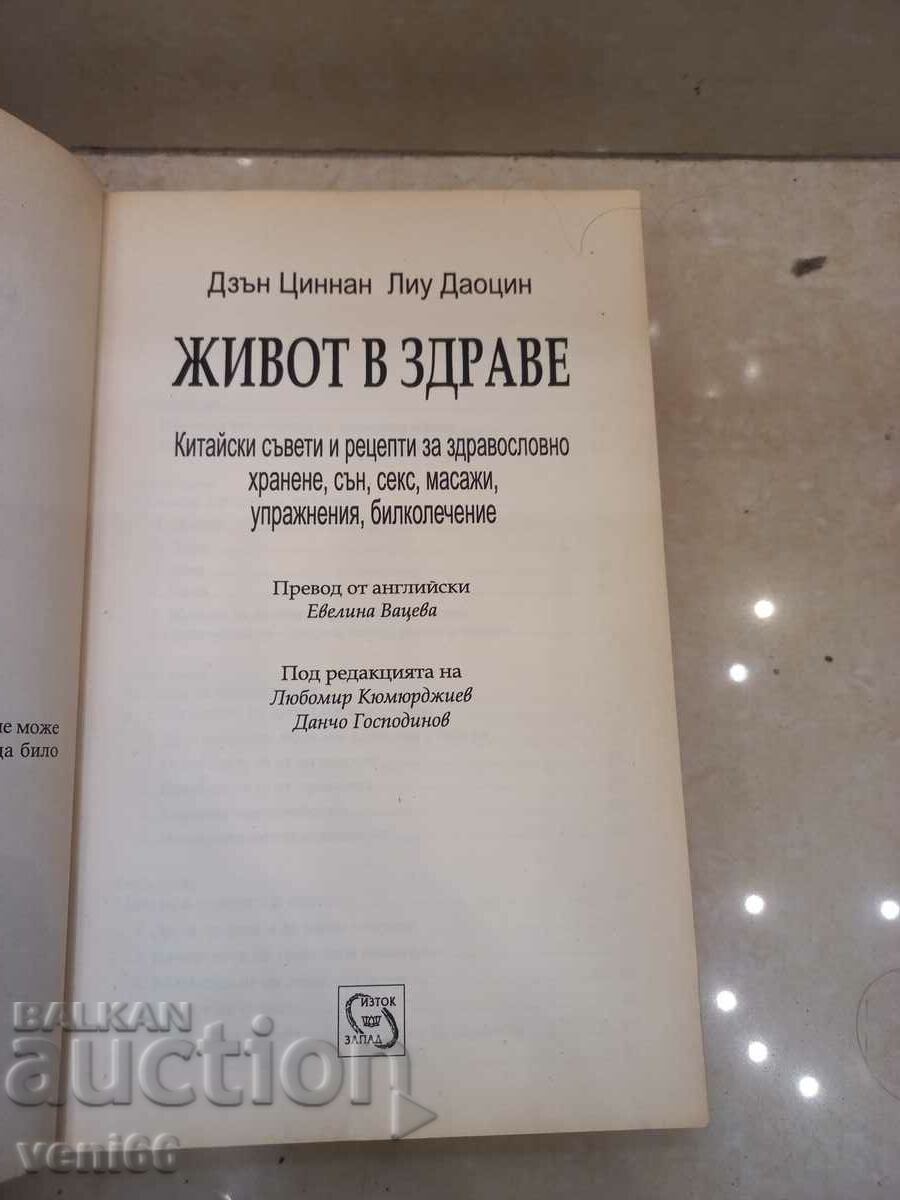 не може
да било
Дзън Циннан Лиу Даоцин
ЖИВОТ В ЗДРАВЕ
Китайски съвети и рецепти за здравословно
хранене, сън, секс, масажи,
упражнения, билколечение
Превод от английски
Евелина Вацева
Под редакцията на
Любомир Кюмюрджиев
Данчо Господинов
ИЗТОК
ЗАПАД
BALKAN
auction
veni66